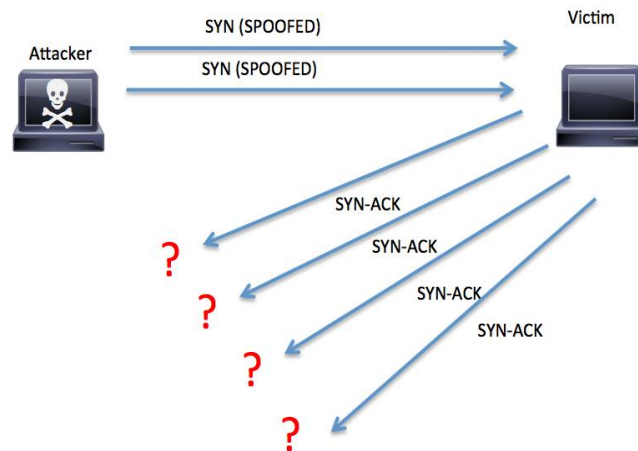 SYN (SPOOFED)
Victim
Attacker
SYN (SPOOFED)
SYN-ACK
?
SYN-ACK
?
SYN-ACK
SYN-ACK
?
?